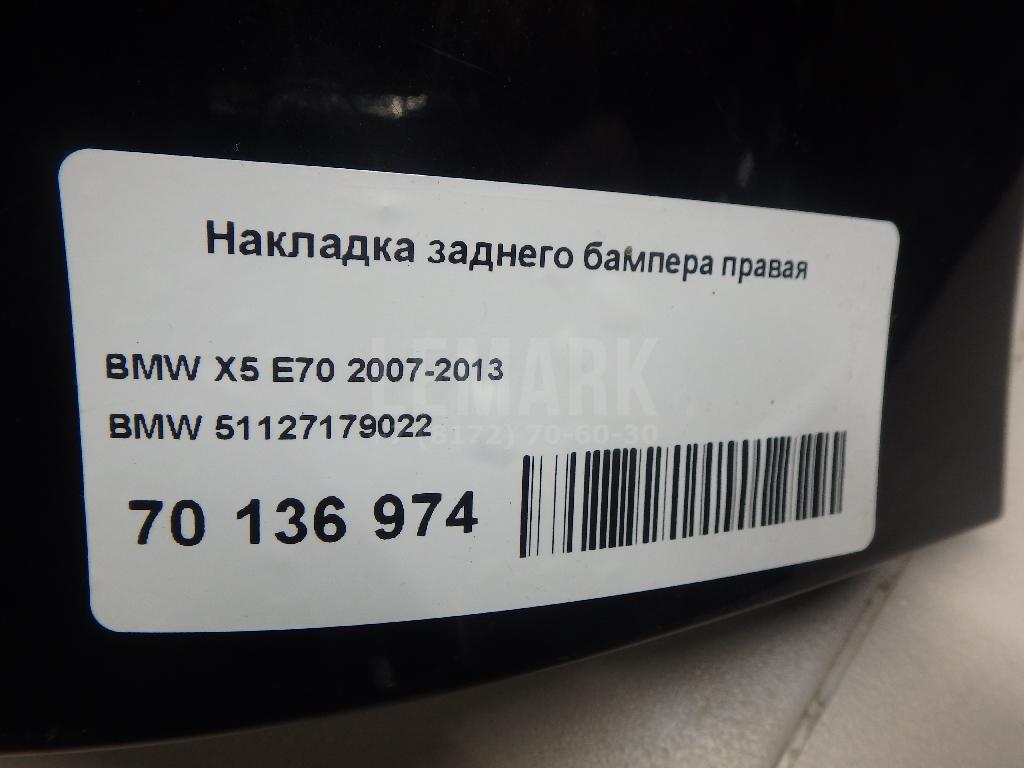 Накладка заднего бампера правая
LEMARK
BMW X5 E70 2007-2013
BMW 51127179022
(8172) 70-60-30
70 136 974